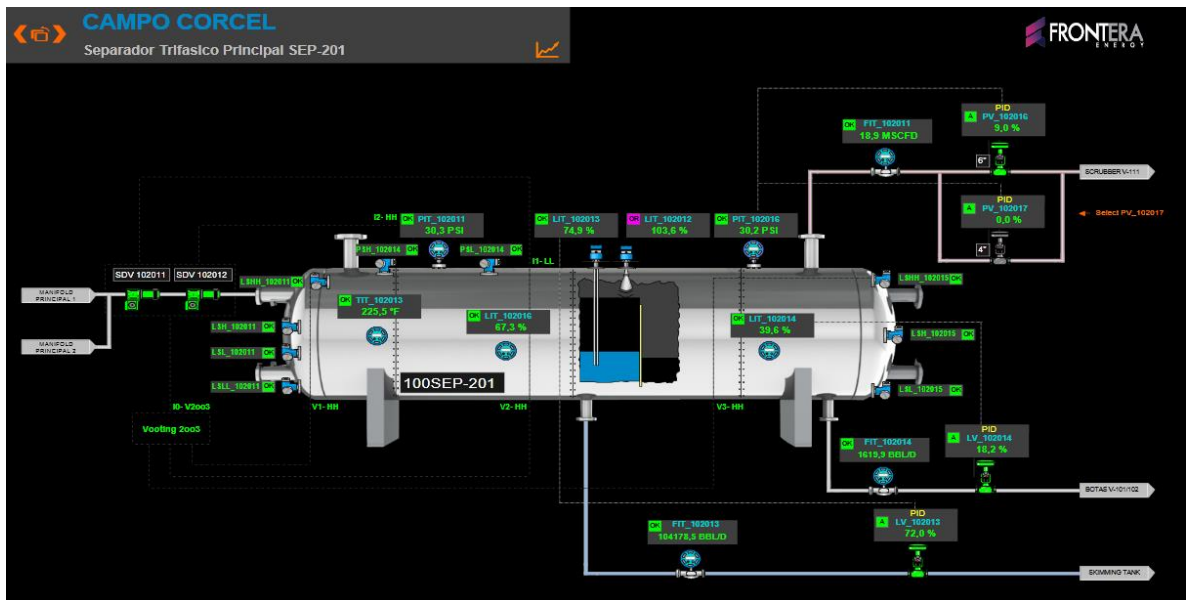 CAMPO CORCEL
Separador Trifasico Principal SEP-201
FRONTERA
ENERGY
PID
A PV_102016
9,0 %
OK FIT_102011
18,9 MSCFD
6"
SCRUBBER V-111
PID
A PV_102017
0,0 %
Select PV_102017
4"
I2- HH
OK PIT_102011
30,3 PSI
OK LIT_102013
74,9 %
OR LIT_102012
103,6 %
OK PIT_102016
30,2 PSI
PSH_102014 OK
PSL_102014 OK
I1- LL
SDV 102011
SDV 102012
LSHH_102011 OK
LSHH_102015 OK
MANIFOLD
PRINCIPAL 1
OK TIT_102013
225,5 °F
OK LIT_102016
67,3 %
OK LIT_102014
39,6 %
LSH_102011 OK
LSH_102015 OK
MANIFOLD
PRINCIPAL 2
LSL_102011 OK
100SEP-201
LSLL_102011 OK
LSL_102015 OK
I0- V2oo3
V1- HH
V2- HH
V3- HH
Vooting 2oo3
PID
A LV_102014
18,2 %
OK FIT_102014
1619,9 BBL/D
BOTAS V-101/102
PID
A LV_102013
72,0 %
OK FIT_102013
104178,5 BBL/D
SKIMMING TANK